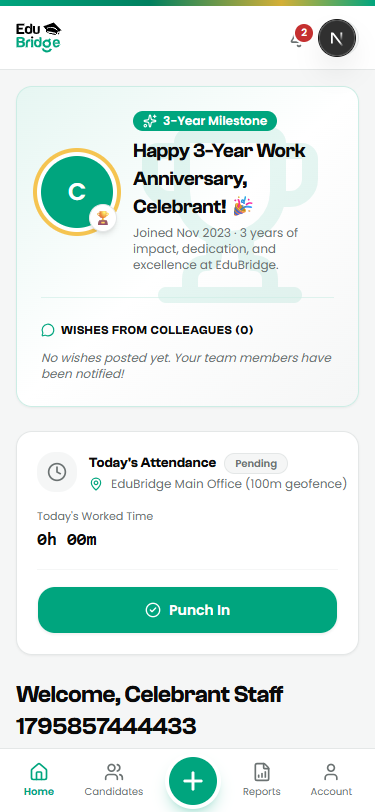 Edu
Bridge
2
N
3-Year Milestone
Happy 3-Year Work
Anniversary,
Celebrant! 🎉
C
Joined Nov 2023 · 3 years of
impact, dedication, and
excellence at EduBridge.
WISHES FROM COLLEAGUES (0)
No wishes posted yet. Your team members have
been notified!
Today's Attendance
Pending
EduBridge Main Office (100m geofence)
Today's Worked Time
0h 00m
Punch In
Welcome, Celebrant Staff
1795857444433
Home
Candidates
Reports
Account